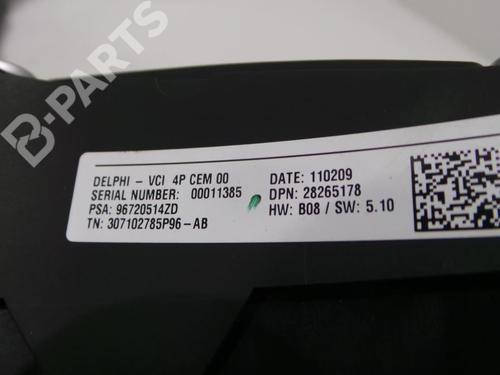 B-PARTS
DELPHI - VCI 4P CEM 00
SERIAL NUMBER: 00011385
PSA: 96720514ZD
TN: 307102785P96-AB
DATE: 110209
DPN: 28265178
HW: B08 / SW: 5.10